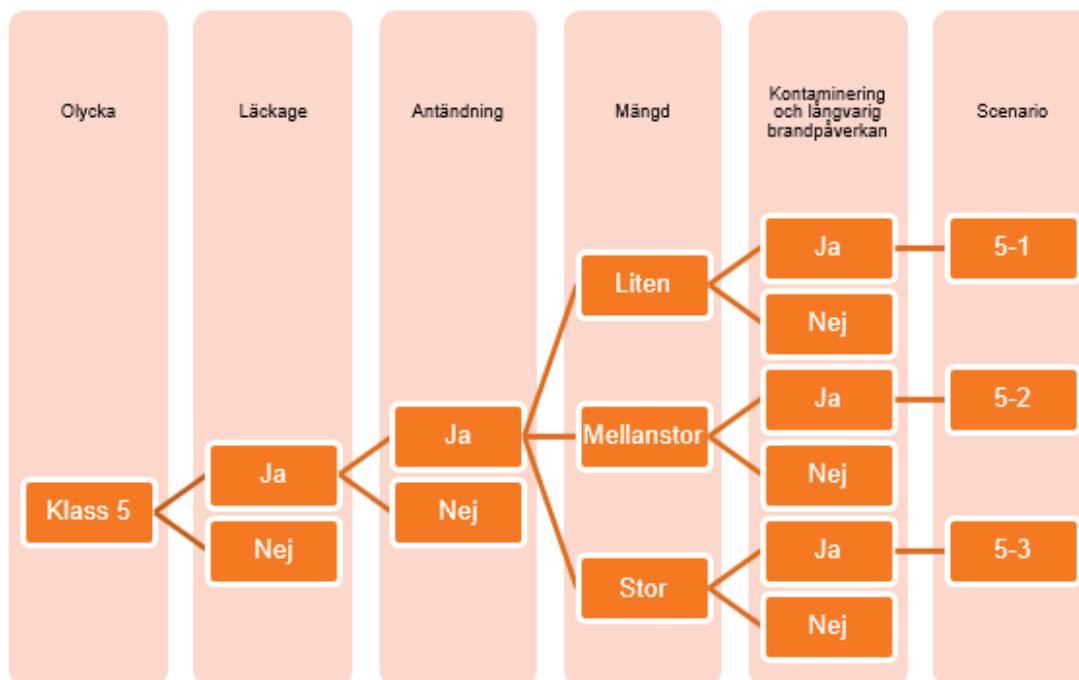 Olycka
Läckage
Antändning
Mängd
Kontaminering
och långvarig
brandpåverkan
Scenario
Klass 5
Ja
Nej
Ja
Nej
Liten
Mellanstor
Stor
Ja
Nej
Ja
Nej
Ja
Nej
5-1
5-2
5-3